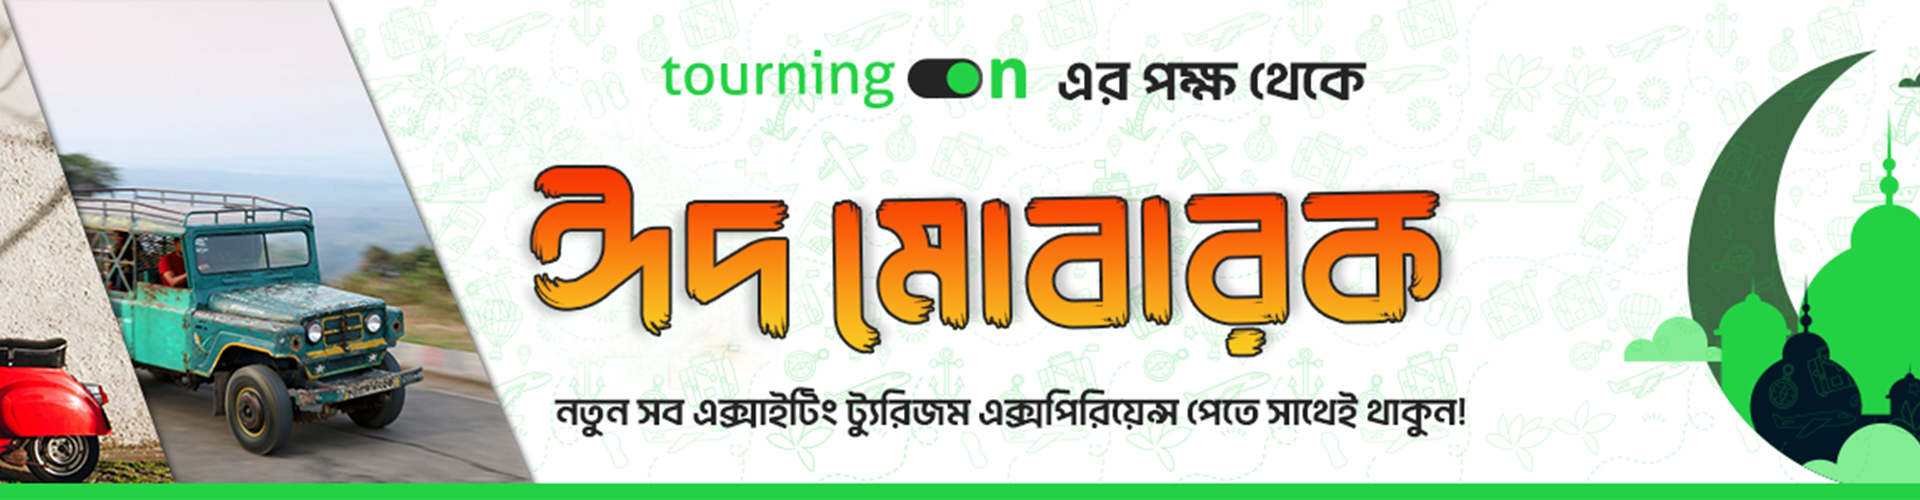 tourning on এর পক্ষ থেকে
ঈদ মোবারক
নতুন সব এক্সাইটিং ট্যুরিজম এক্সপিরিয়েন্স পেতে সাথেই থাকুন!